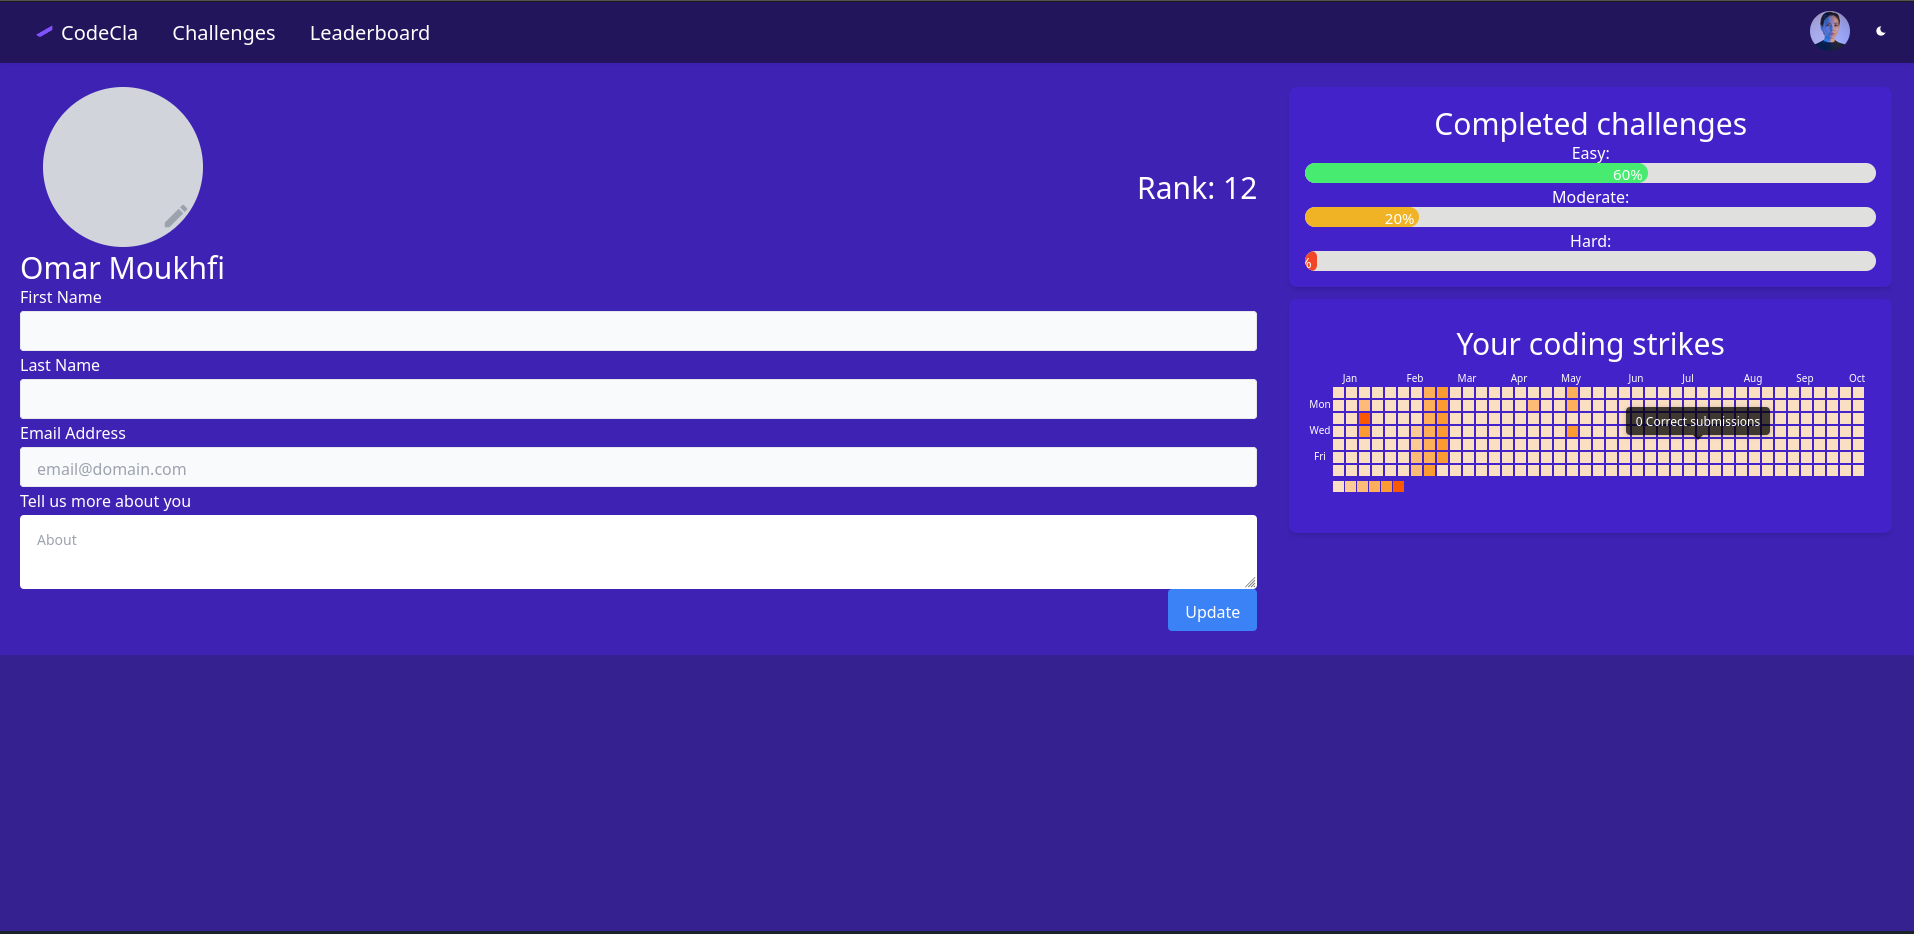 CodeCla Challenges Leaderboard
Rank: 12
Omar Moukhfi
First Name
Last Name
Email Address
email@domain.com
Tell us more about you
About
Update
Completed challenges
Easy:
60%
Moderate:
20%
Hard:
%
Your coding strikes
Jan Feb Mar Apr May Jun Jul Aug Sep Oct
Mon
0 Correct submissions
Wed
Fri